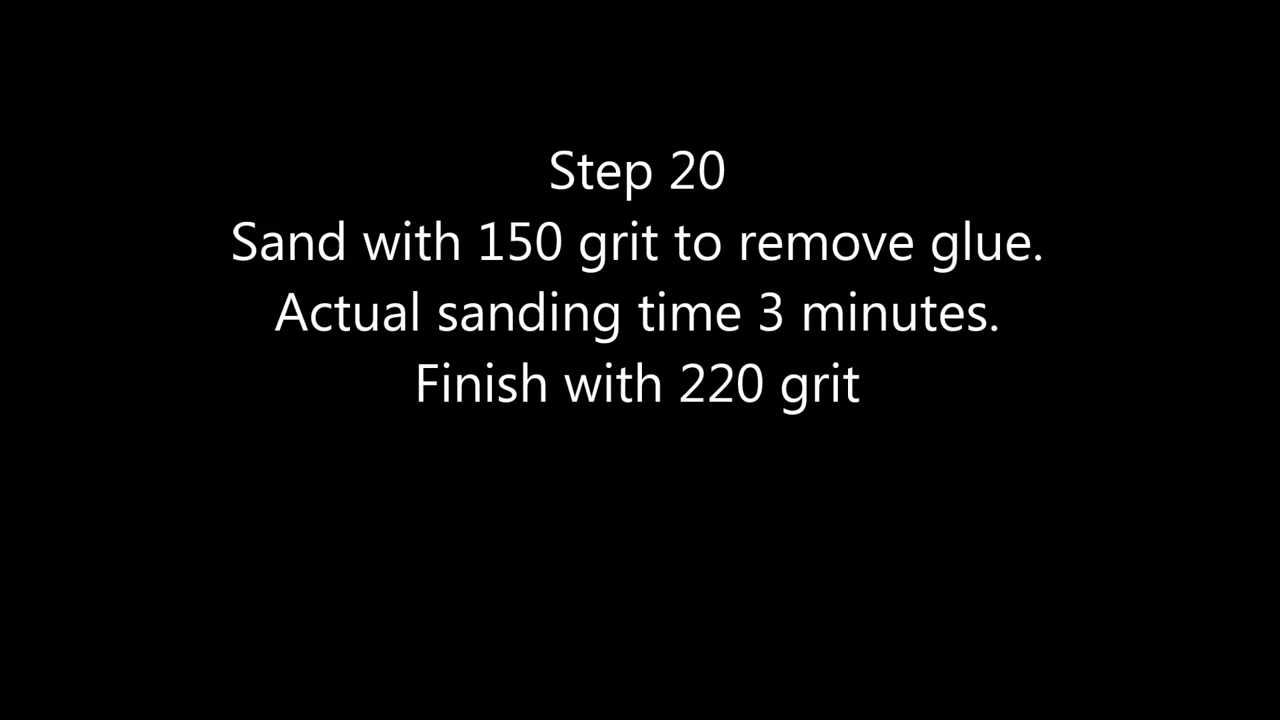 Step 20
Sand with 150 grit to remove glue.
Actual sanding time 3 minutes.
Finish with 220 grit